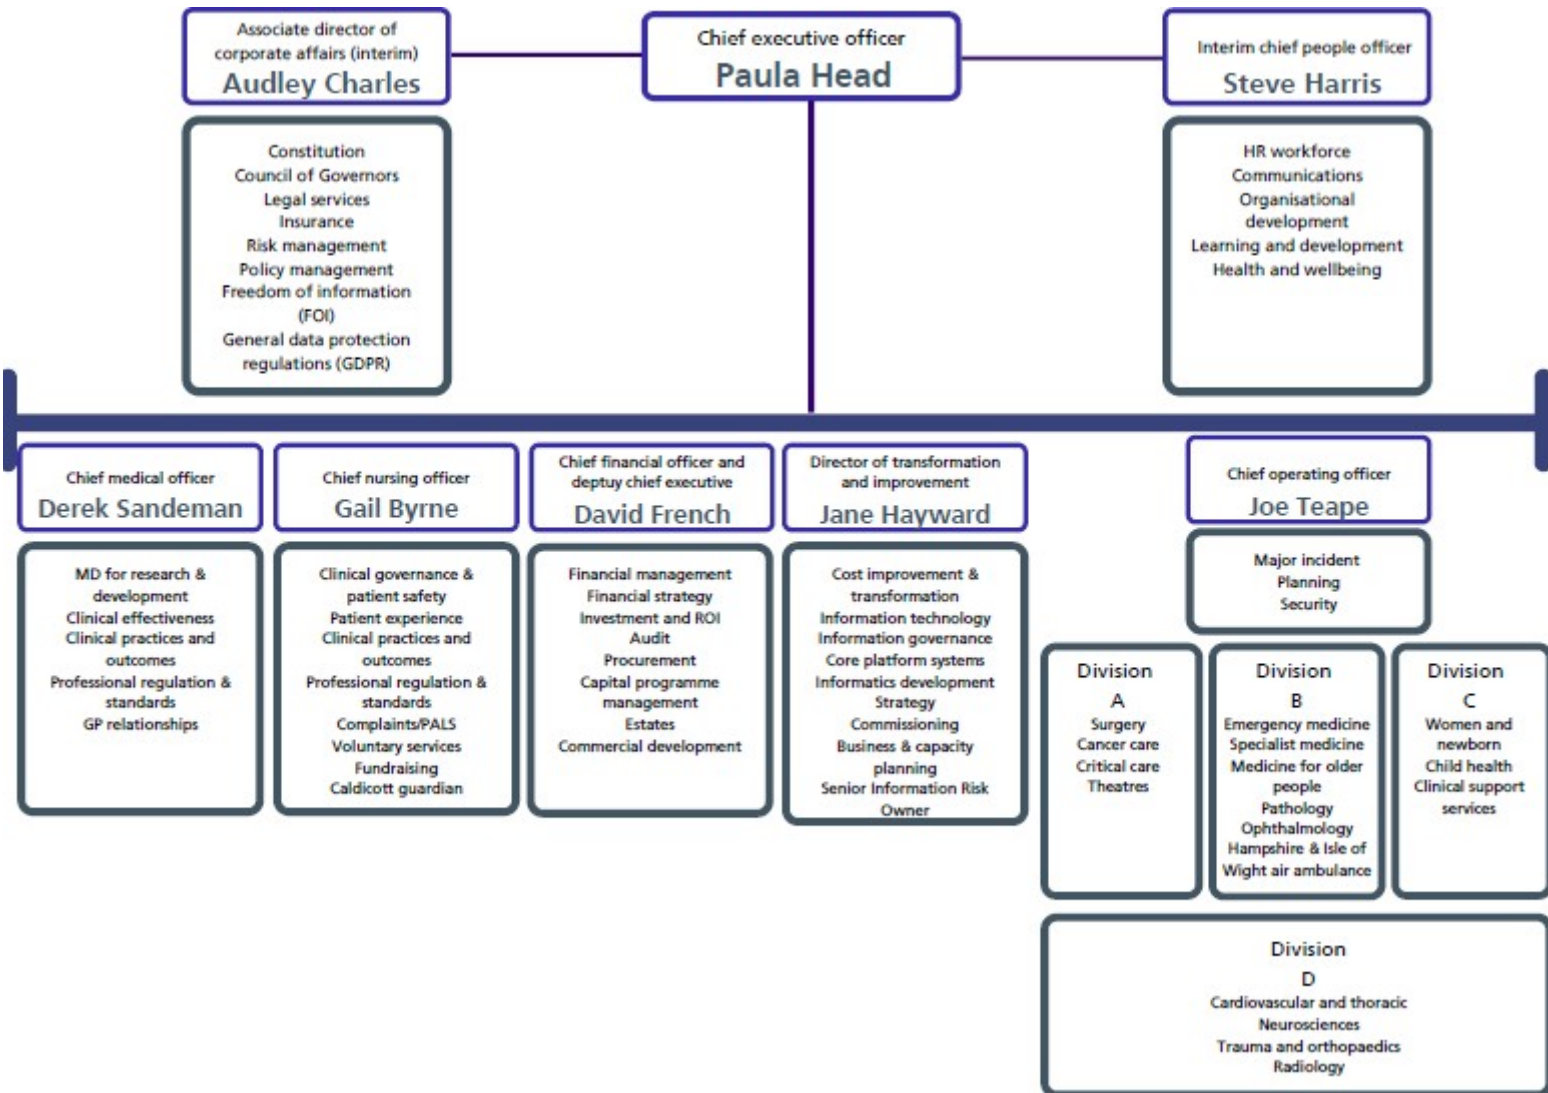 Associate director of
corporate affairs (interim)
Audley Charles
Chief executive officer
Paula Head
Interim chief people officer
Steve Harris
Constitution
Council of Governors
Legal services
Insurance
Risk management
Policy management
Freedom of information
(FOI)
General data protection
regulations (GDPR)
HR workforce
Communications
Organisational
development
Learning and development
Health and wellbeing
Chief medical officer
Derek Sandeman
Chief nursing officer
Gail Byrne
Chief financial officer and
deptuy chief executive
David French
Director of transformation
and improvement
Jane Hayward
Chief operating officer
Joe Teape
MD for research &
development
Clinical effectiveness
Clinical practices and
outcomes
Professional regulation &
standards
GP relationships
Clinical governance &
patient safety
Patient experience
Clinical practices and
outcomes
Professional regulation &
standards
Complaints/PALS
Voluntary services
Fundraising
Caldicott guardian
Financial management
Financial strategy
Investment and ROI
Audit
Procurement
Capital programme
management
Estates
Commercial development
Cost improvement &
transformation
Information technology
Information governance
Core platform systems
Informatics development
Strategy
Commissioning
Business & capacity
planning
Senior Information Risk
Owner
Major incident
Planning
Security
Division
A
Surgery
Cancer care
Critical care
Theatres
Division
B
Emergency medicine
Specialist medicine
Medicine for older
people
Pathology
Ophthalmology
Hampshire & Isle of
Wight air ambulance
Division
C
Women and
newborn
Child health
Clinical support
services
Division
D
Cardiovascular and thoracic
Neurosciences
Trauma and orthopaedics
Radiology